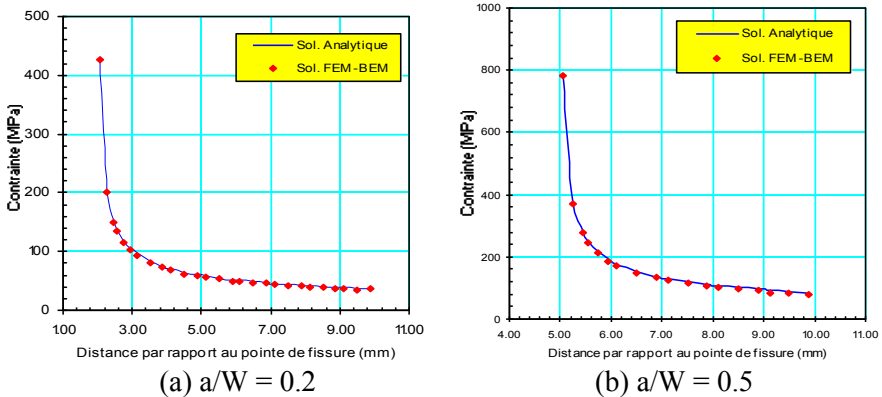 500
400
300
200
100
0
Contrainte (MPa)
Sol. Analytique
Sol. FEM-BEM
1.00 3.00 5.00 7.00 9.00 11.00
Distance par rapport au pointe de fissure (mm)
(a) a/W = 0.2
1000
800
600
400
200
0
Contrainte (MPa)
Sol. Analytique
Sol. FEM-BEM
4.00 5.00 6.00 7.00 8.00 9.00 10.00 11.00
Distance par rapport au pointe de fissure (mm)
(b) a/W = 0.5